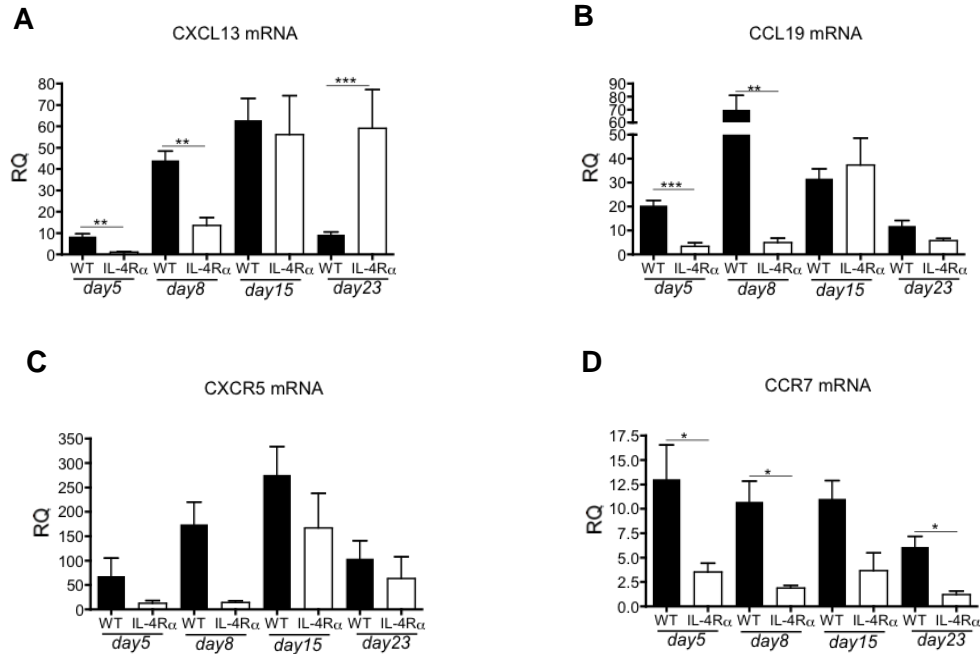 A
CXCL13 mRNA
RQ
80
70
60
50
40
30
20
10
0
**
**
***
WT IL-4Rα WT IL-4Rα WT IL-4Rα WT IL-4Rα
day5 day8 day15 day23
B
CCL19 mRNA
RQ
90
80
70
60
50
40
30
20
10
0
***
**
WT IL-4Rα WT IL-4Rα WT IL-4Rα WT IL-4Rα
day5 day8 day15 day23
C
CXCR5 mRNA
RQ
350
300
250
200
150
100
50
0
WT IL-4Rα WT IL-4Rα WT IL-4Rα WT IL-4Rα
day5 day8 day15 day23
D
CCR7 mRNA
RQ
17.5
15.0
12.5
10.0
7.5
5.0
2.5
0.0
*
*
*
WT IL-4Rα WT IL-4Rα WT IL-4Rα WT IL-4Rα
day5 day8 day15 day23